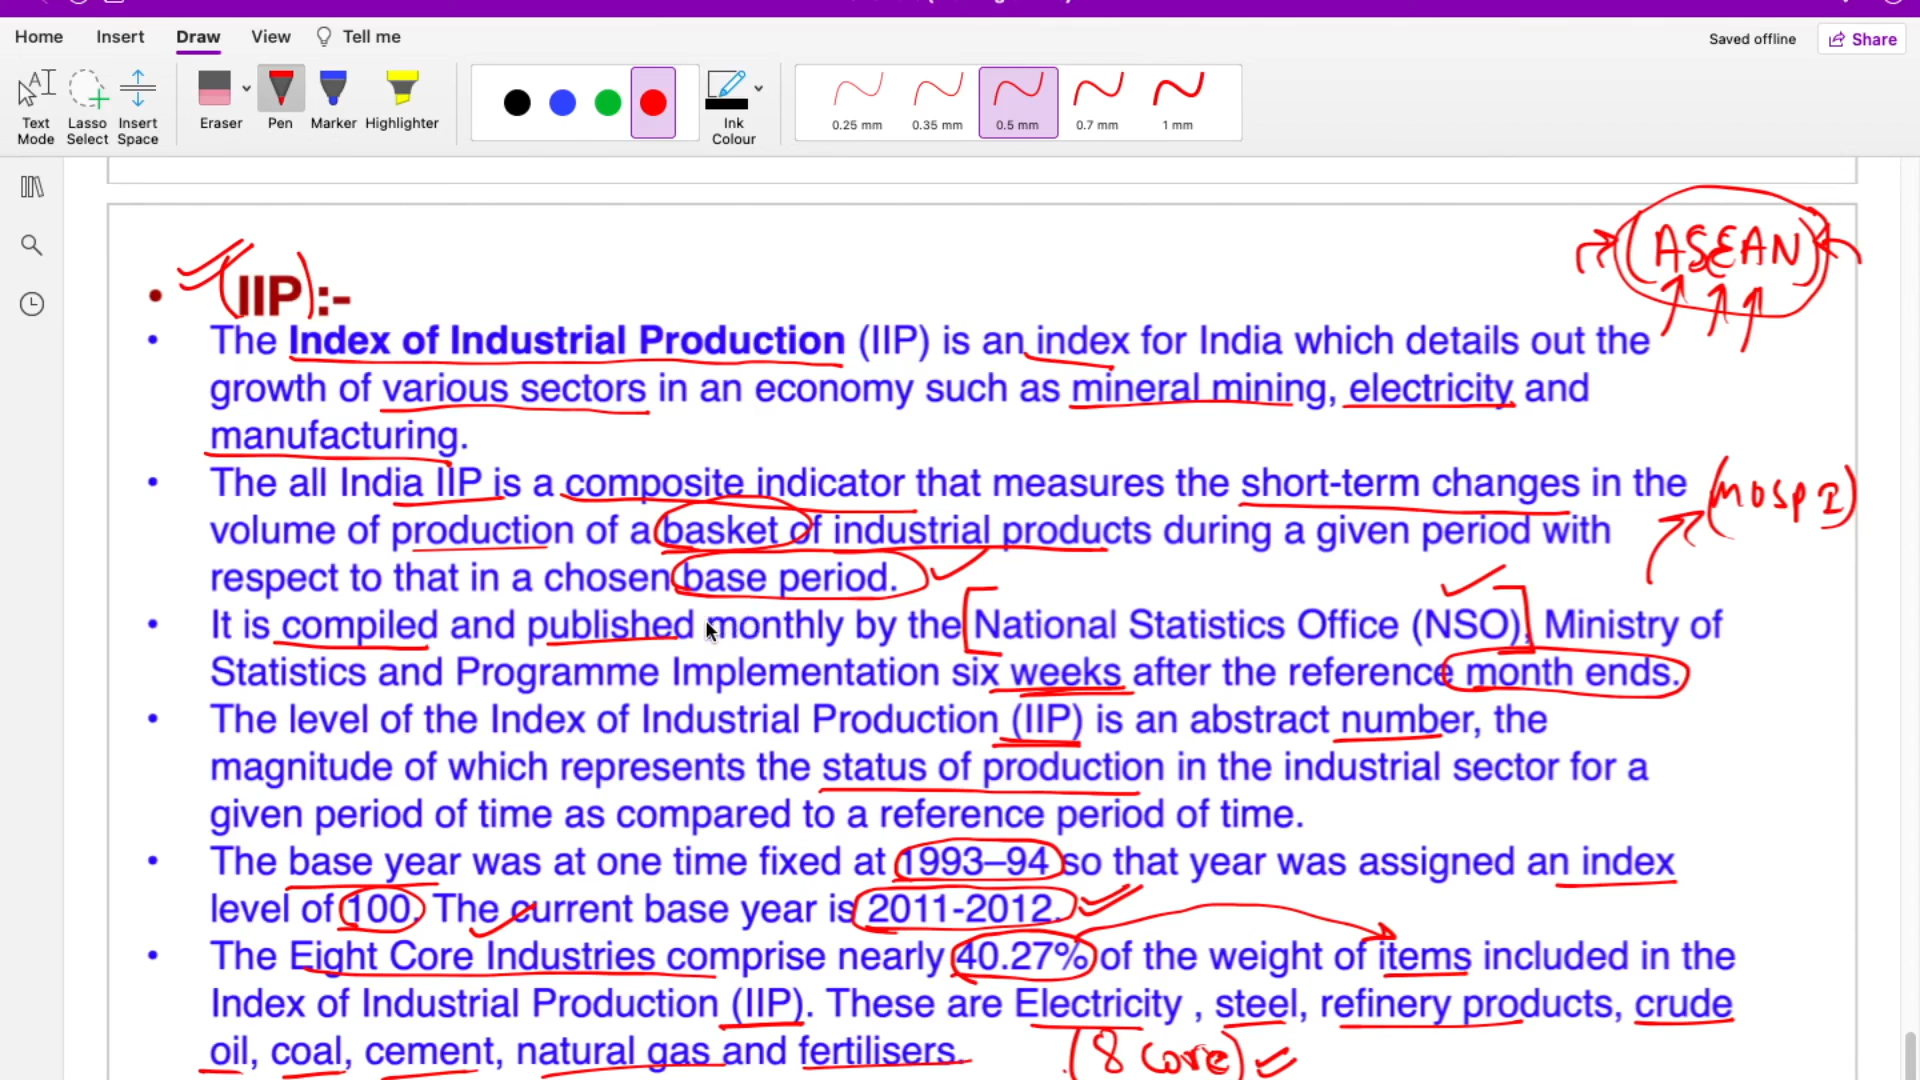 Home Insert Draw View Tell me Saved offline Share
Text Mode Lasso Select Insert Space Eraser Pen Marker Highlighter Ink Colour 0.25 mm 0.35 mm 0.5 mm 0.7 mm 1 mm
(ASEAN)
• (IIP):-
• The Index of Industrial Production (IIP) is an index for India which details out the
growth of various sectors in an economy such as mineral mining, electricity and
manufacturing.
• The all India IIP is a composite indicator that measures the short-term changes in the
(MOSPI)
volume of production of a basket of industrial products during a given period with
respect to that in a chosen base period.
• It is compiled and published monthly by the [National Statistics Office (NSO)], Ministry of
Statistics and Programme Implementation six weeks after the reference month ends.
• The level of the Index of Industrial Production (IIP) is an abstract number, the
magnitude of which represents the status of production in the industrial sector for a
given period of time as compared to a reference period of time.
• The base year was at one time fixed at 1993–94 so that year was assigned an index
level of 100. The current base year is 2011-2012.
• The Eight Core Industries comprise nearly 40.27% of the weight of items included in the
Index of Industrial Production (IIP). These are Electricity , steel, refinery products, crude
oil, coal, cement, natural gas and fertilisers.
(8 core)